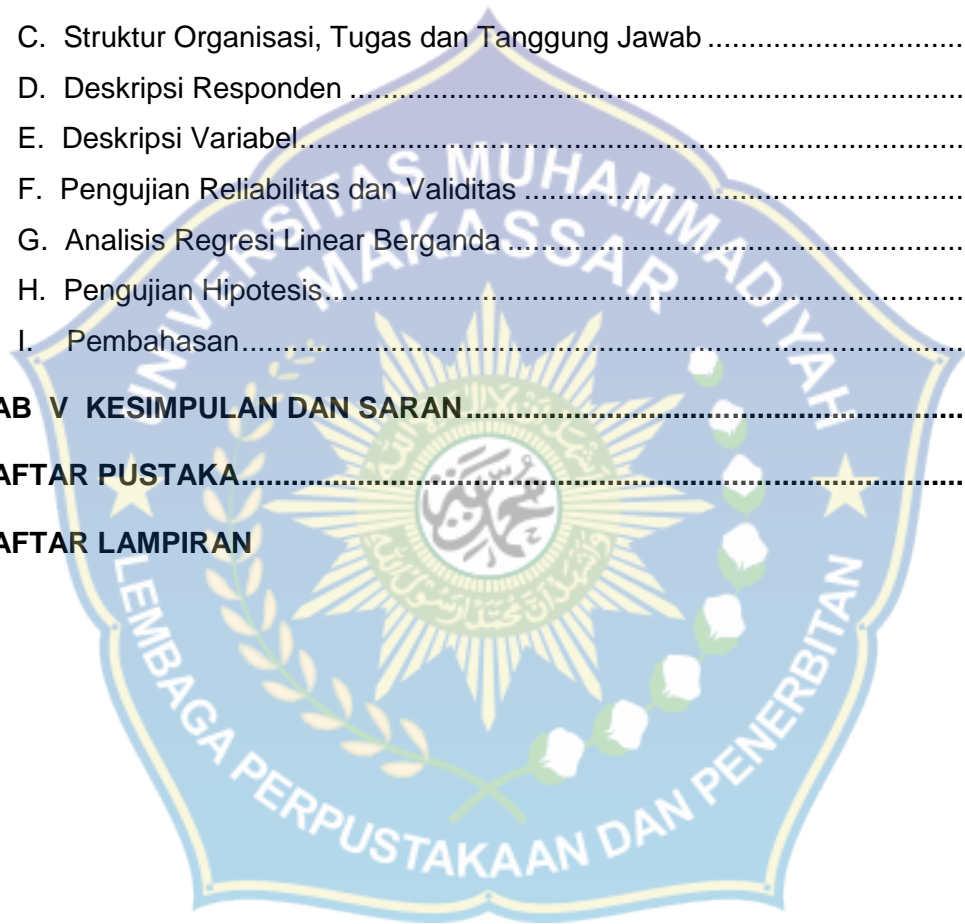 C. Struktur Organisasi, Tugas dan Tanggung Jawab ...............................
D. Deskripsi Responden ...........................................................................
E. Deskripsi Variabel.................................................................................
F. Pengujian Reliabilitas dan Validitas ......................................................
G. Analisis Regresi Linear Berganda ........................................................
H. Pengujian Hipotesis..............................................................................
I. Pembahasan.........................................................................................
AB V KESIMPULAN DAN SARAN.............................................................
AFTAR PUSTAKA........................................................................................
AFTAR LAMPIRAN
UNIVERSITAS MUHAMMADIYAH
MAKASSAR
محمدية
LEMBAGA PERPUSTAKAAN DAN PENERBITAN